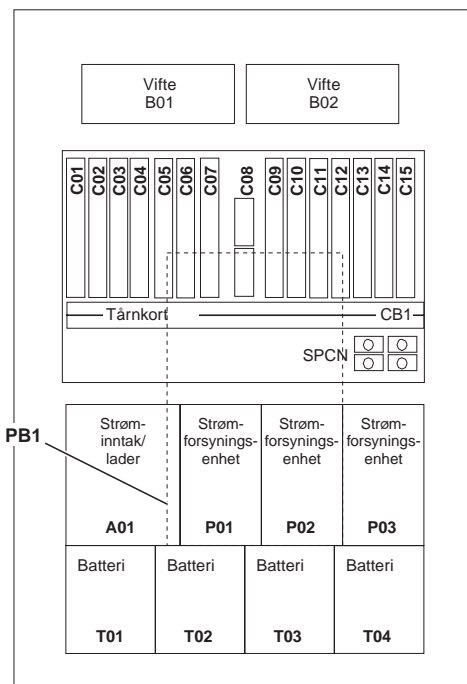 Vifte
B01
Vifte
B02
C01
C02
C03
C04
C05
C06
C07
C08
C09
C10
C11
C12
C13
C14
C15
Tårnkort
CB1
SPCN
PB1
Strøm-
inntak/
lader
A01
Strøm-
forsynings-
enhet
P01
Strøm-
forsynings-
enhet
P02
Strøm-
forsynings-
enhet
P03
Batteri
T01
Batteri
T02
Batteri
T03
Batteri
T04